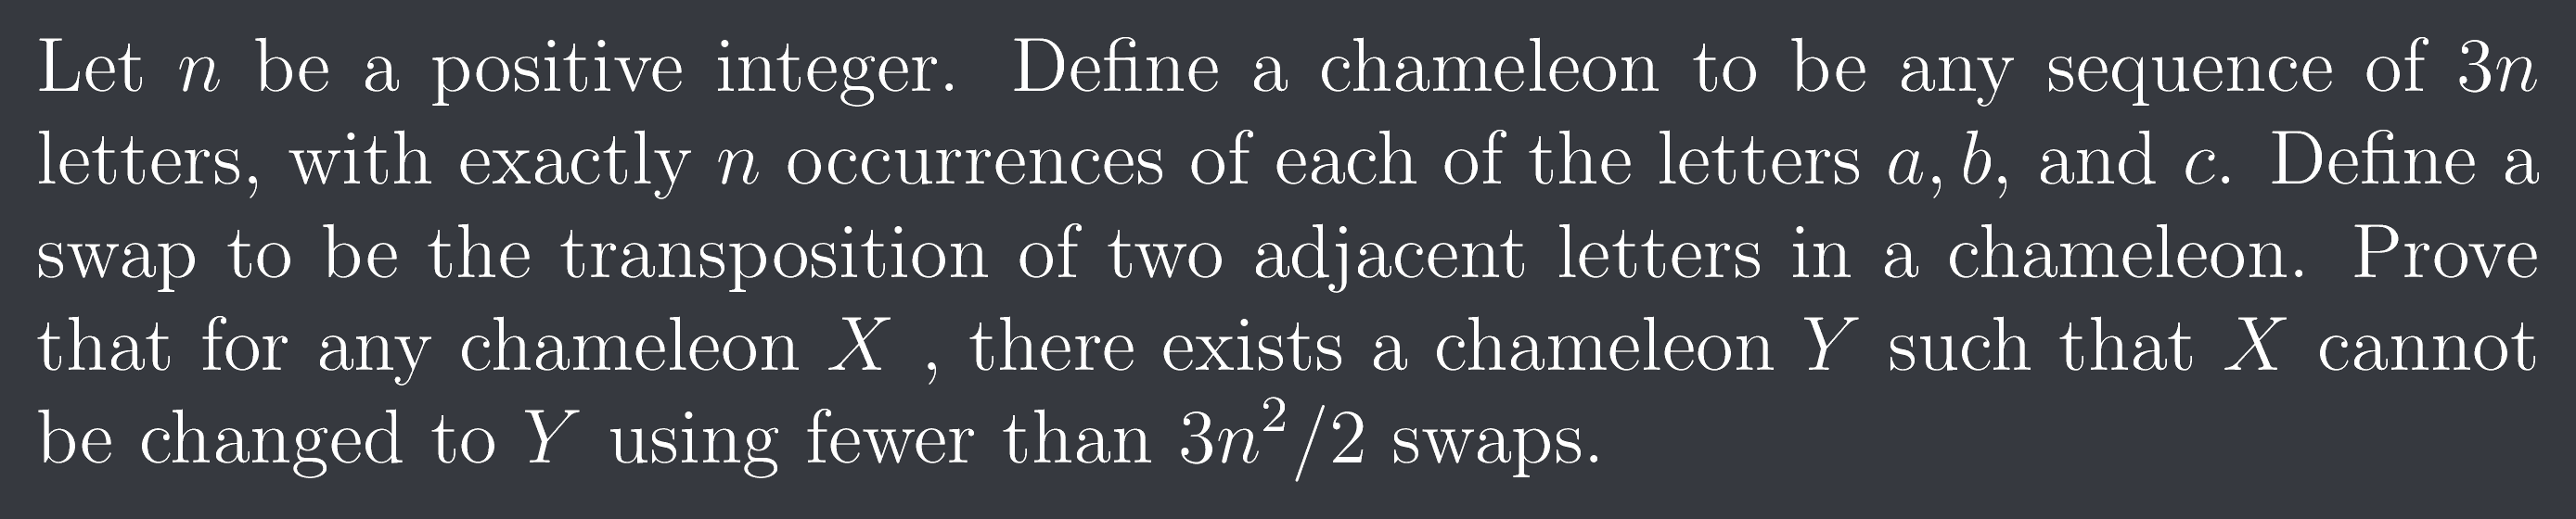 Let n be a positive integer. Define a chameleon to be any sequence of 3n
letters, with exactly n occurrences of each of the letters a, b, and c. Define a
swap to be the transposition of two adjacent letters in a chameleon. Prove
that for any chameleon X , there exists a chameleon Y such that X cannot
be changed to Y using fewer than 3n²/2 swaps.